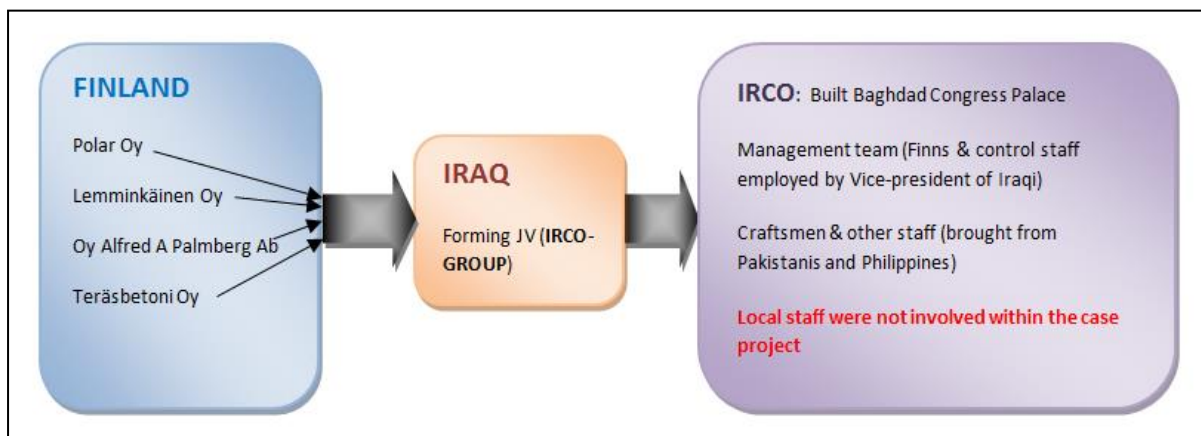 FINLAND
Polar Oy
Lemminkäinen Oy
Oy Alfred A Palmberg Ab
Teräsbetoni Oy
IRAQ
Forming JV (IRCO-
GROUP)
IRCO: Built Baghdad Congress Palace
Management team (Finns & control staff
employed by Vice-president of Iraqi)
Craftsmen & other staff (brought from
Pakistanis and Philippines)
Local staff were not involved within the case
project